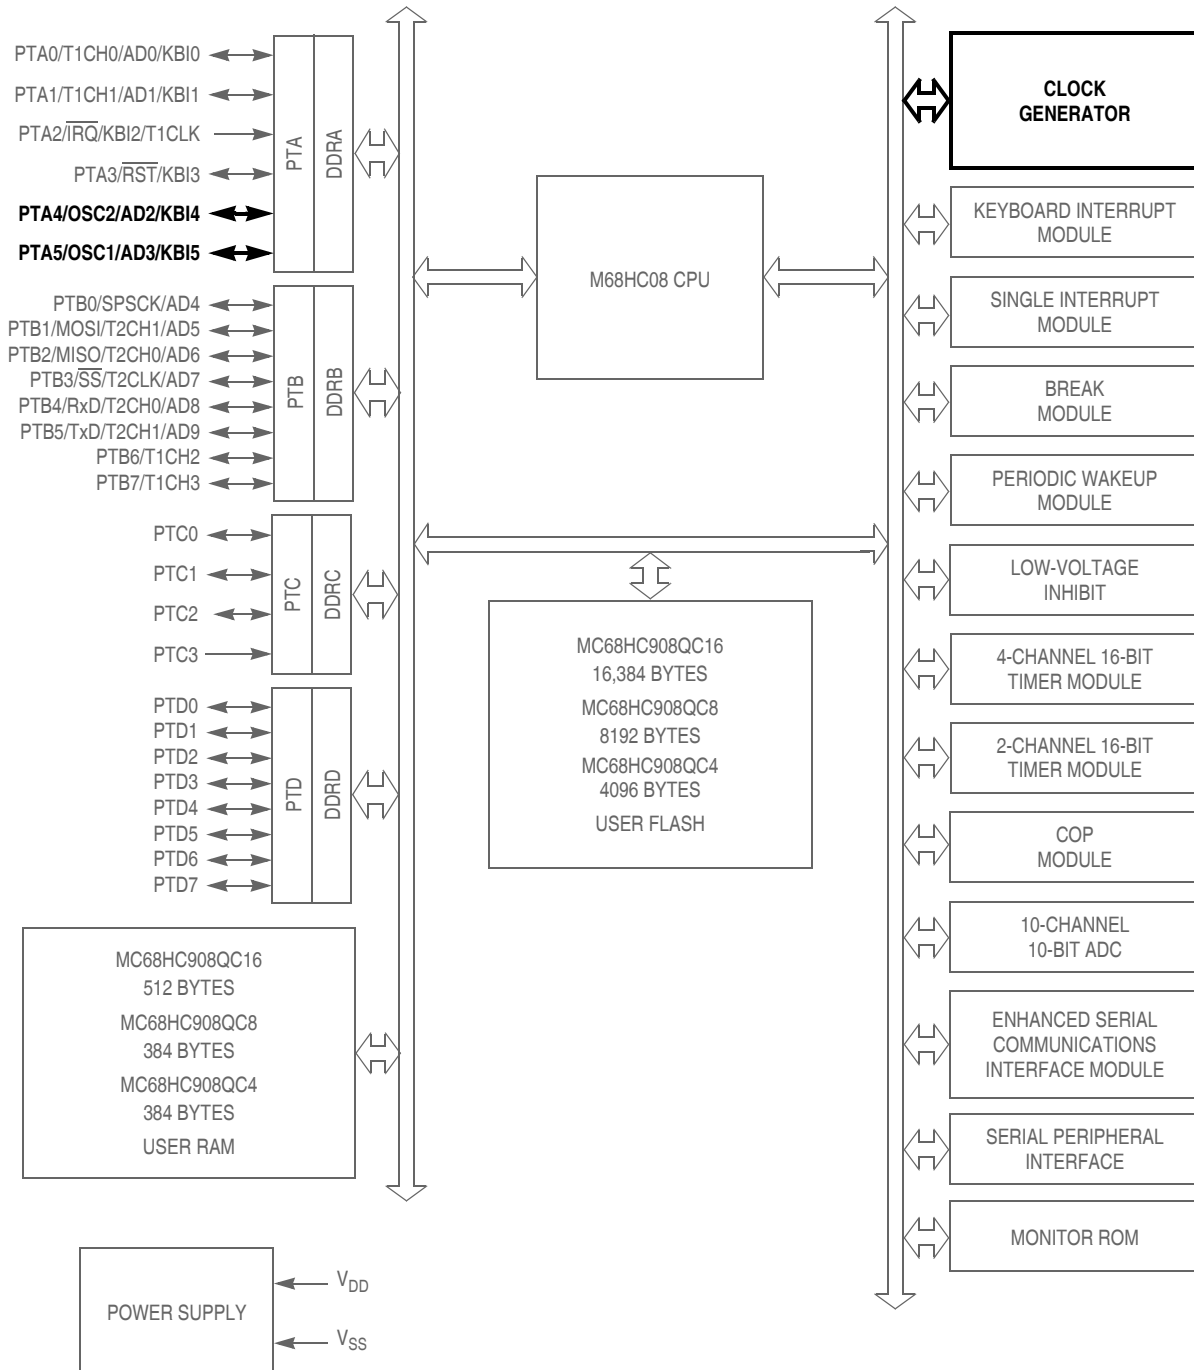 PTA0/T1CH0/AD0/KBI0
PTA1/T1CH1/AD1/KBI1
PTA2/IRQ/KBI2/T1CLK
PTA3/RST/KBI3
PTA4/OSC2/AD2/KBI4
PTA5/OSC1/AD3/KBI5
PTA
DDRA
PTB0/SPSCK/AD4
PTB1/MOSI/T2CH1/AD5
PTB2/MISO/T2CH0/AD6
PTB3/SS/T2CLK/AD7
PTB4/RxD/T2CH0/AD8
PTB5/TxD/T2CH1/AD9
PTB6/T1CH2
PTB7/T1CH3
PTB
DDRB
PTC0
PTC1
PTC2
PTC3
PTC
DDRC
PTD0
PTD1
PTD2
PTD3
PTD4
PTD5
PTD6
PTD7
PTD
DDRD
MC68HC908QC16
512 BYTES
MC68HC908QC8
384 BYTES
MC68HC908QC4
384 BYTES
USER RAM
POWER SUPPLY
VDD
VSS
M68HC08 CPU
MC68HC908QC16
16,384 BYTES
MC68HC908QC8
8192 BYTES
MC68HC908QC4
4096 BYTES
USER FLASH
CLOCK
GENERATOR
KEYBOARD INTERRUPT
MODULE
SINGLE INTERRUPT
MODULE
BREAK
MODULE
PERIODIC WAKEUP
MODULE
LOW-VOLTAGE
INHIBIT
4-CHANNEL 16-BIT
TIMER MODULE
2-CHANNEL 16-BIT
TIMER MODULE
COP
MODULE
10-CHANNEL
10-BIT ADC
ENHANCED SERIAL
COMMUNICATIONS
INTERFACE MODULE
SERIAL PERIPHERAL
INTERFACE
MONITOR ROM